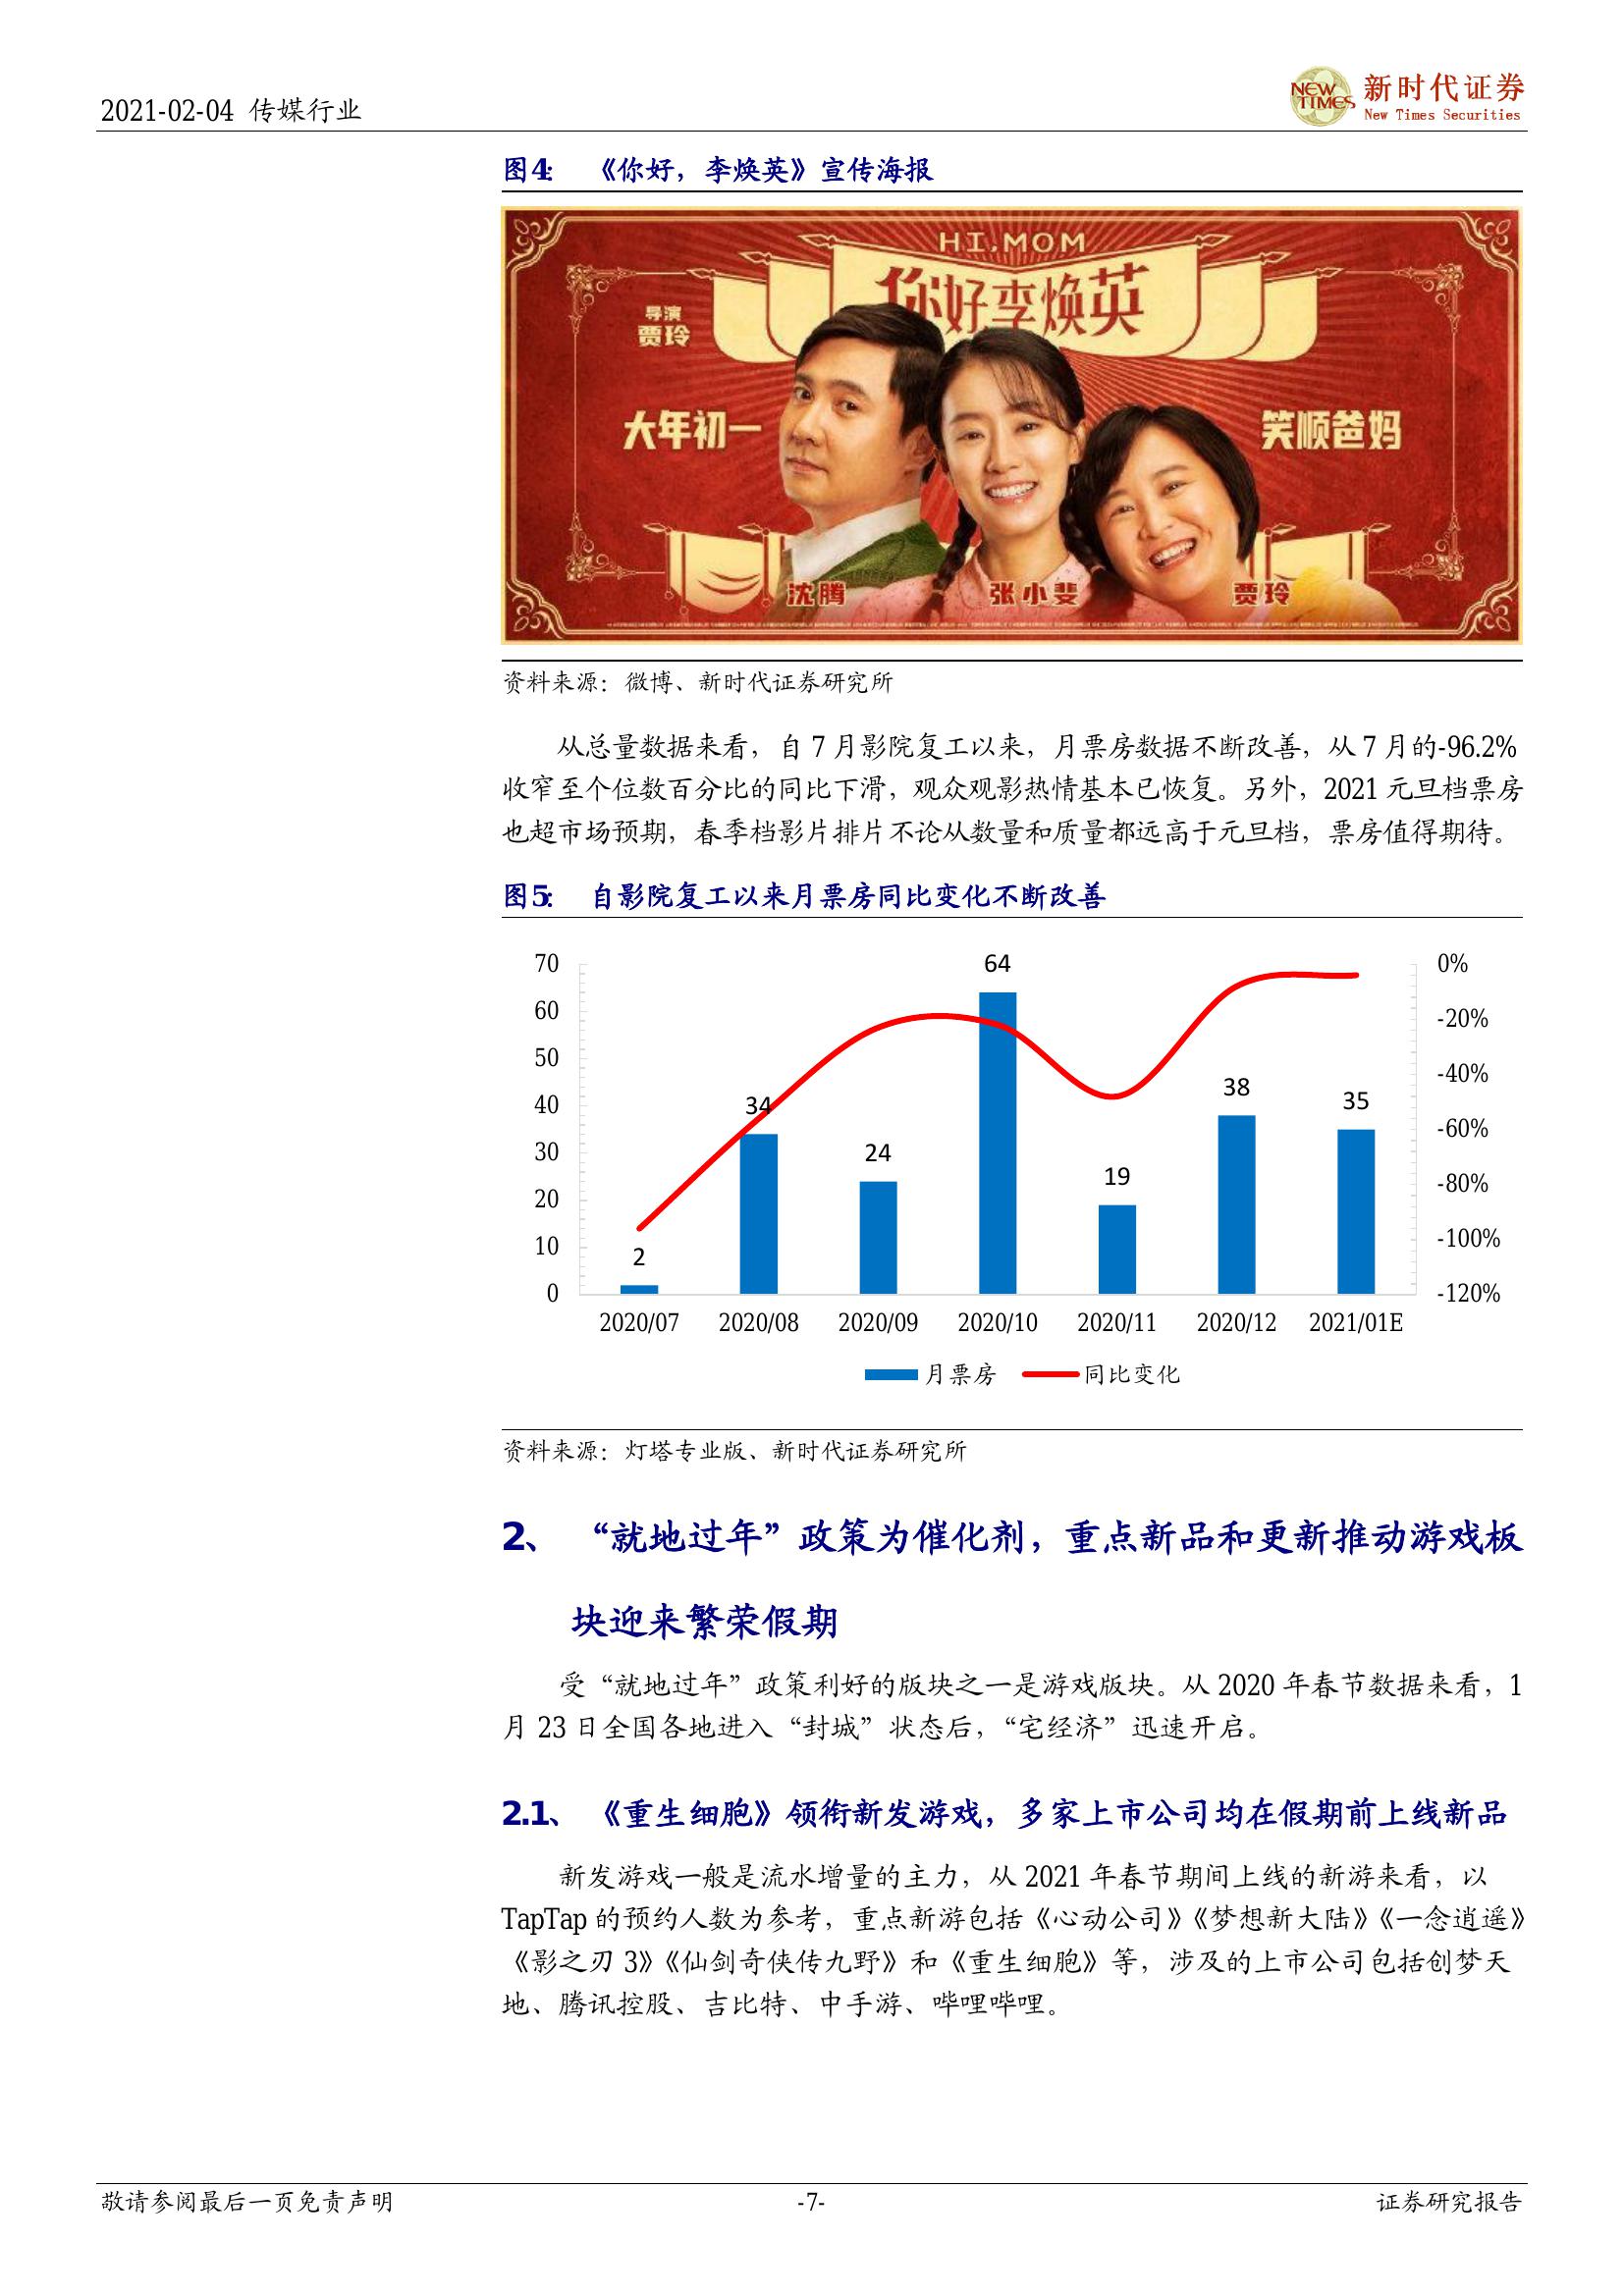 2021-02-04 传媒行业
NEW TIMES 新时代证券
New Times Securities
图4: 《你好，李焕英》宣传海报
HI,MOM
你好李焕英
导演
贾玲
大年初一
笑顺爸妈
沈腾 张小斐 贾玲
资料来源：微博、新时代证券研究所
从总量数据来看，自 7 月影院复工以来，月票房数据不断改善，从 7 月的-96.2%
收窄至个位数百分比的同比下滑，观众观影热情基本已恢复。另外，2021 元旦档票房
也超市场预期，春季档影片排片不论从数量和质量都远高于元旦档，票房值得期待。
图5: 自影院复工以来月票房同比变化不断改善
70
60
50
40
30
20
10
0
2
34
24
64
19
38
35
0%
-20%
-40%
-60%
-80%
-100%
-120%
2020/07 2020/08 2020/09 2020/10 2020/11 2020/12 2021/01E
月票房 同比变化
资料来源：灯塔专业版、新时代证券研究所
2、 “就地过年”政策为催化剂，重点新品和更新推动游戏板
块迎来繁荣假期
受“就地过年”政策利好的版块之一是游戏版块。从 2020 年春节数据来看，1
月 23 日全国各地进入“封城”状态后，“宅经济”迅速开启。
2.1、 《重生细胞》领衔新发游戏，多家上市公司均在假期前上线新品
新发游戏一般是流水增量的主力，从 2021 年春节期间上线的新游来看，以
TapTap 的预约人数为参考，重点新游包括《心动公司》《梦想新大陆》《一念逍遥》
《影之刃 3》《仙剑奇侠传九野》和《重生细胞》等，涉及的上市公司包括创梦天
地、腾讯控股、吉比特、中手游、哔哩哔哩。
敬请参阅最后一页免责声明 -7- 证券研究报告